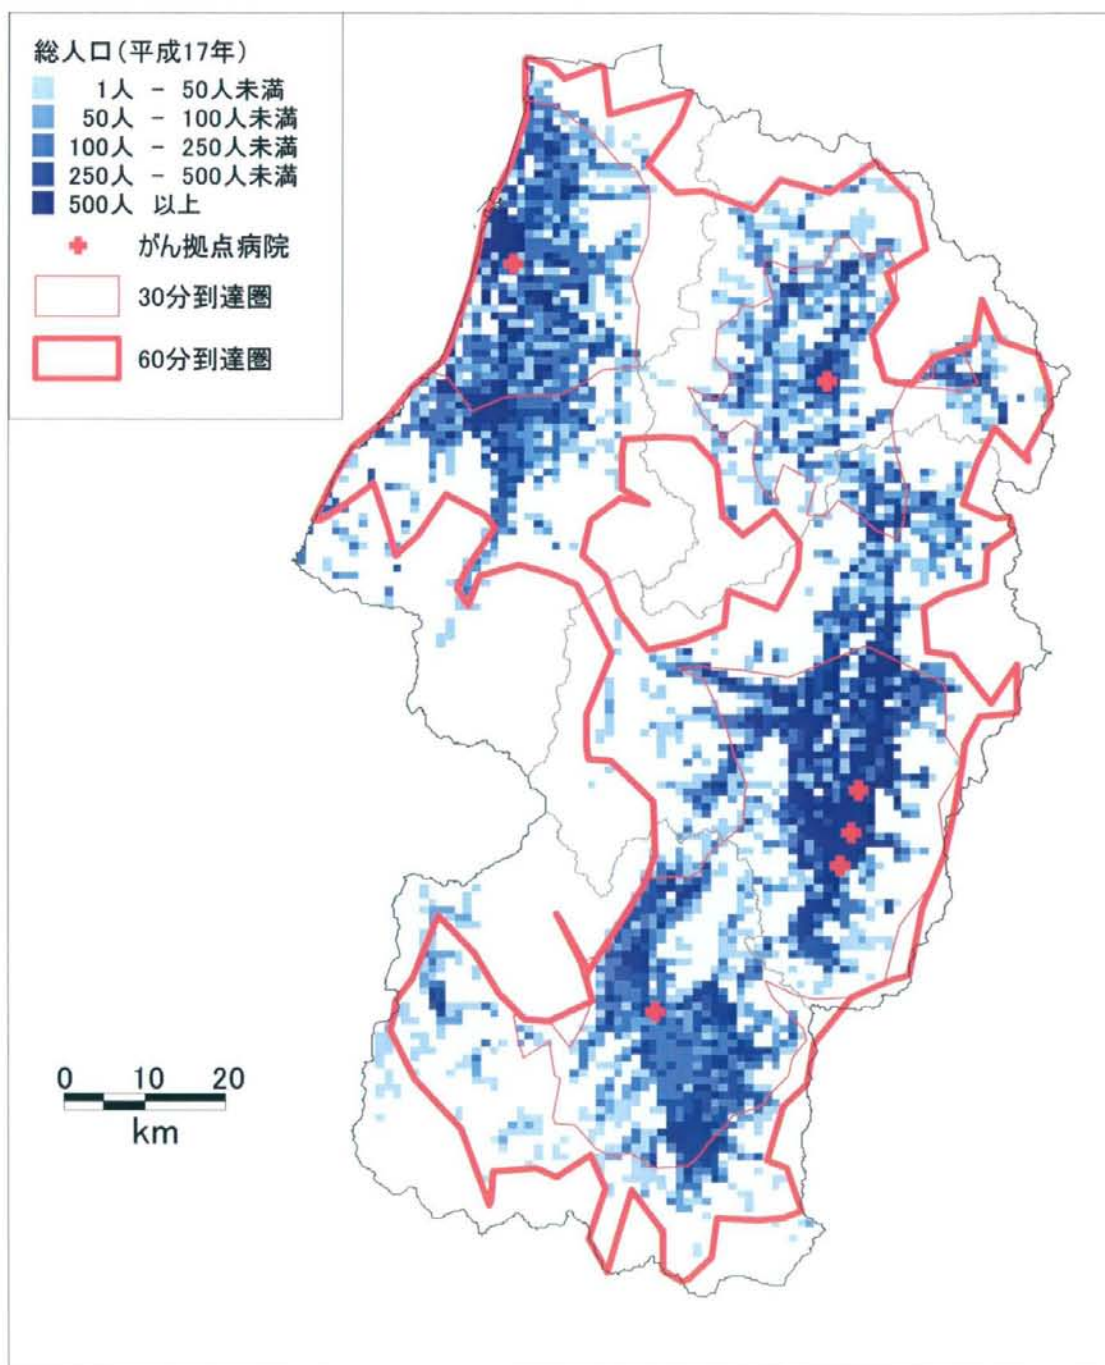 総人口(平成17年)
1人 － 50人未満
50人 － 100人未満
100人 － 250人未満
250人 － 500人未満
500人 以上
がん拠点病院
30分到達圏
60分到達圏
0 10 20
km